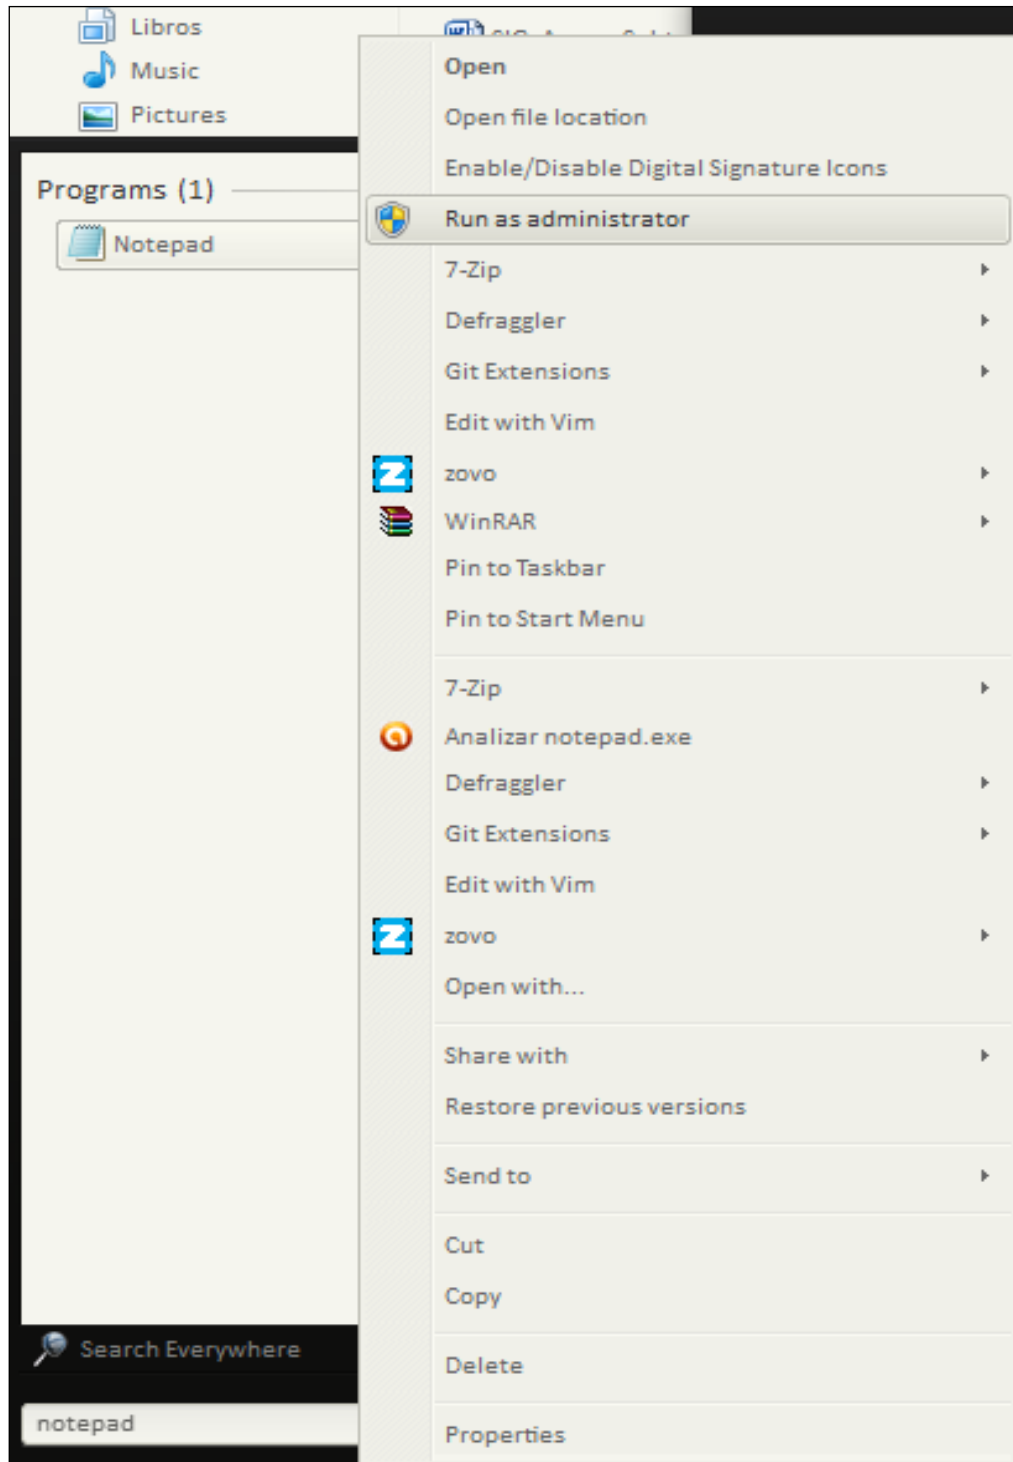 Libros
Music
Pictures
Programs (1)
Notepad
Search Everywhere
notepad
Open
Open file location
Enable/Disable Digital Signature Icons
Run as administrator
7-Zip
Defraggler
Git Extensions
Edit with Vim
zovo
WinRAR
Pin to Taskbar
Pin to Start Menu
7-Zip
Analizar notepad.exe
Defraggler
Git Extensions
Edit with Vim
zovo
Open with...
Share with
Restore previous versions
Send to
Cut
Copy
Delete
Properties